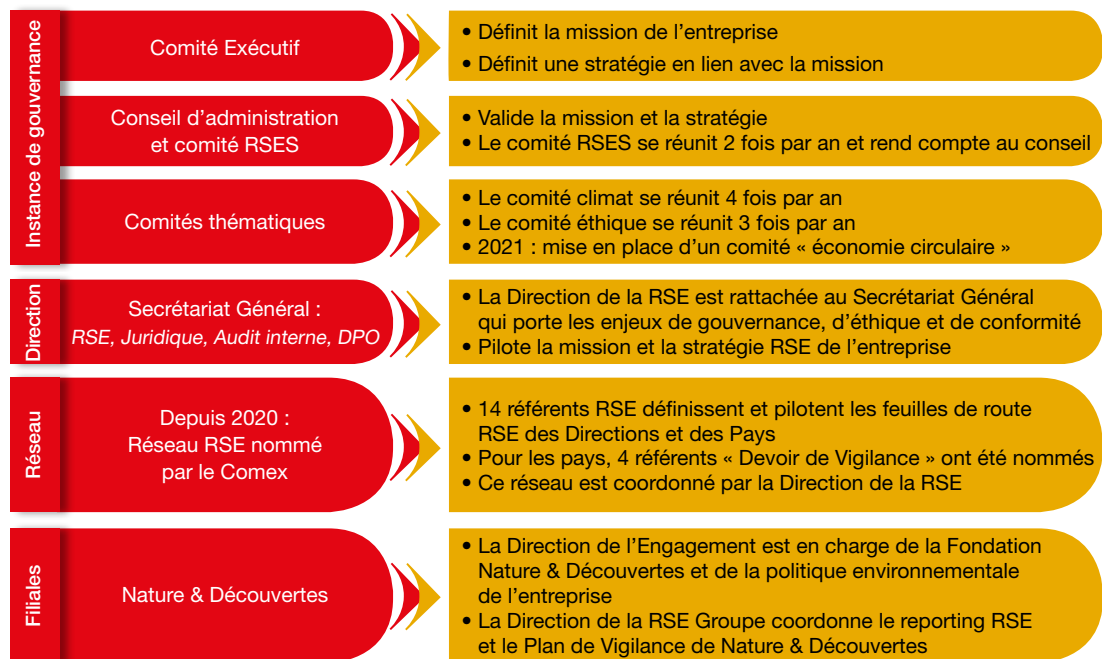 Instance de gouvernance
Comité Exécutif
• Définit la mission de l’entreprise
• Définit une stratégie en lien avec la mission
Conseil d’administration
et comité RSES
• Valide la mission et la stratégie
• Le comité RSES se réunit 2 fois par an et rend compte au conseil
Comités thématiques
• Le comité climat se réunit 4 fois par an
• Le comité éthique se réunit 3 fois par an
• 2021 : mise en place d’un comité « économie circulaire »
Direction
Secrétariat Général :
RSE, Juridique, Audit interne, DPO
• La Direction de la RSE est rattachée au Secrétariat Général
qui porte les enjeux de gouvernance, d’éthique et de conformité
• Pilote la mission et la stratégie RSE de l’entreprise
Réseau
Depuis 2020 :
Réseau RSE nommé
par le Comex
• 14 référents RSE définissent et pilotent les feuilles de route
RSE des Directions et des Pays
• Pour les pays, 4 référents « Devoir de Vigilance » ont été nommés
• Ce réseau est coordonné par la Direction de la RSE
Filiales
Nature & Découvertes
• La Direction de l’Engagement est en charge de la Fondation
Nature & Découvertes et de la politique environnementale
de l’entreprise
• La Direction de la RSE Groupe coordonne le reporting RSE
et le Plan de Vigilance de Nature & Découvertes